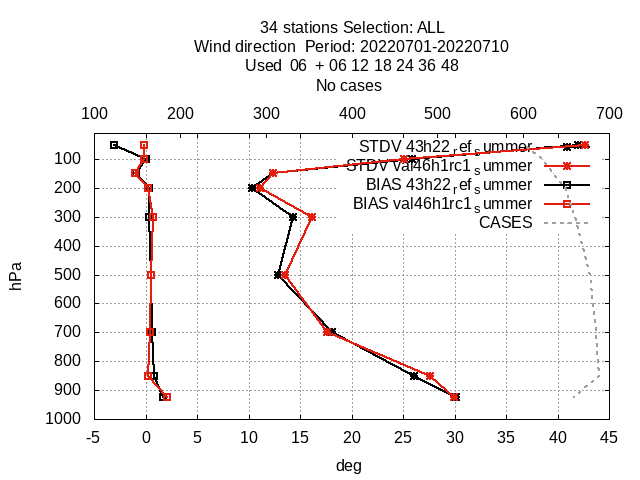 34 stations Selection: ALL
Wind direction  Period: 20220701-20220710
Used  06  + 06 12 18 24 36 48
No cases
100 200 300 400 500 600 700
STDV 43h22_ref_summer
STDV val46h1rc1_summer
BIAS 43h22_ref_summer
BIAS val46h1rc1_summer
CASES
100
200
300
400
500
600
700
800
900
1000
hPa
-5 0 5 10 15 20 25 30 35 40 45
deg